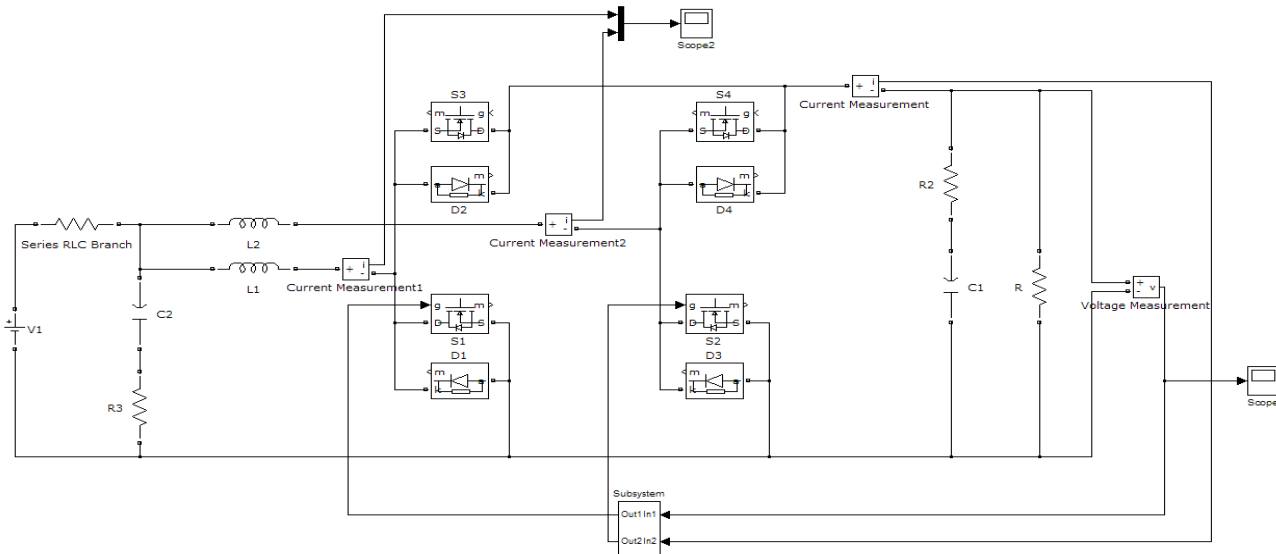 Scope2
S3
m g
S D
m
a k
D2
S4
m g
S D
m
a k
D4
+ i
-
Current Measurement
Series RLC Branch
L2
+ i
-
Current Measurement2
L1
+ i
-
Current Measurement1
R2
C2
g m
D S
S1
D1
m
k a
g m
D S
S2
D3
m
k a
C1
R
+
- v
Voltage Measurement
+
V1
R3
Scope
Subsystem
Out1 In1
Out2 In2